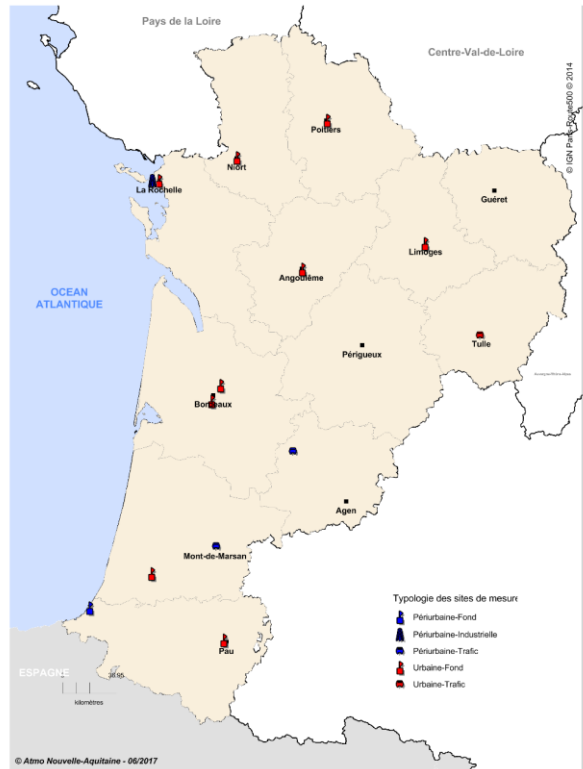 Pays de la Loire
Centre-Val-de-Loire
© IGN Paris-Route500 © 2014
Poitiers
Niort
La Rochelle
Guéret
Limoges
Angoulême
OCEAN
ATLANTIQUE
Tulle
Périgueux
Bordeaux
Agen
Mont-de-Marsan
Typologie des sites de mesure
Périurbaine-Fond
Périurbaine-Industrielle
Périurbaine-Trafic
Urbaine-Fond
Urbaine-Trafic
Pau
ESPAGNE
kilomètres
© Atmo Nouvelle-Aquitaine - 06/2017